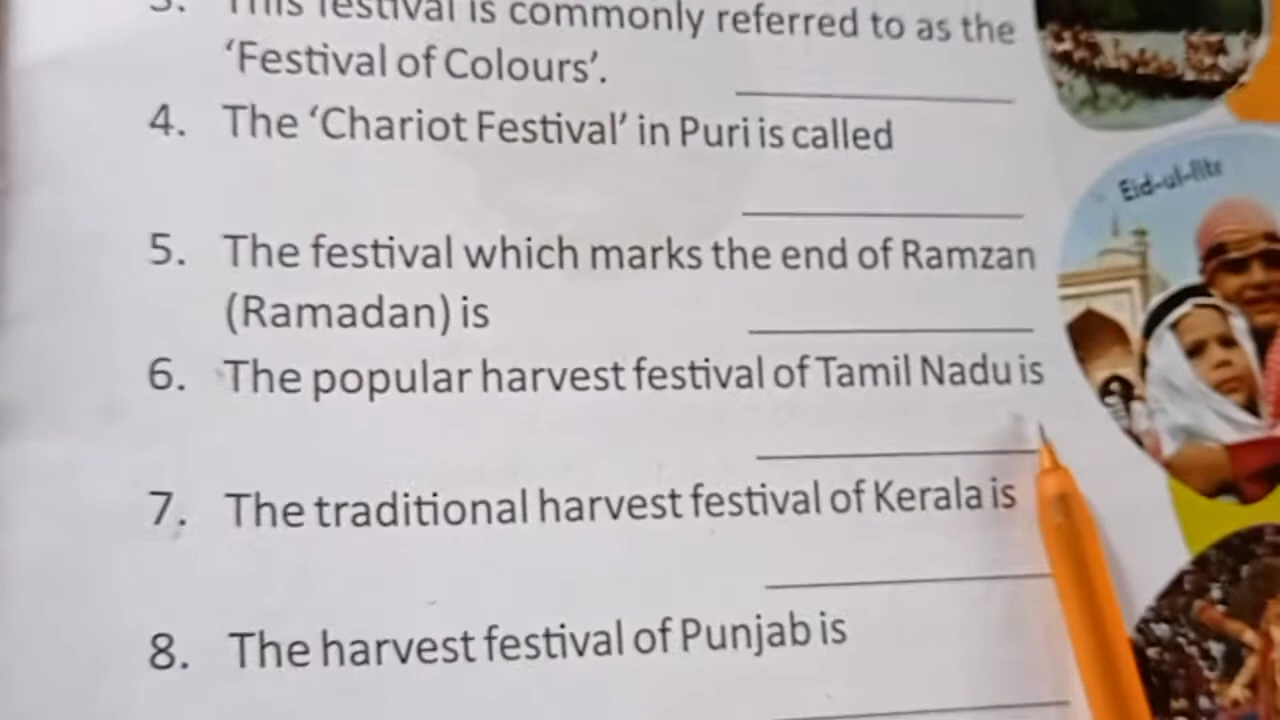 3. This festival is commonly referred to as the
‘Festival of Colours’.
4. The ‘Chariot Festival’ in Puri is called
Eid-ul-fitr
5. The festival which marks the end of Ramzan
(Ramadan) is
6. The popular harvest festival of Tamil Nadu is
7. The traditional harvest festival of Kerala is
8. The harvest festival of Punjab is